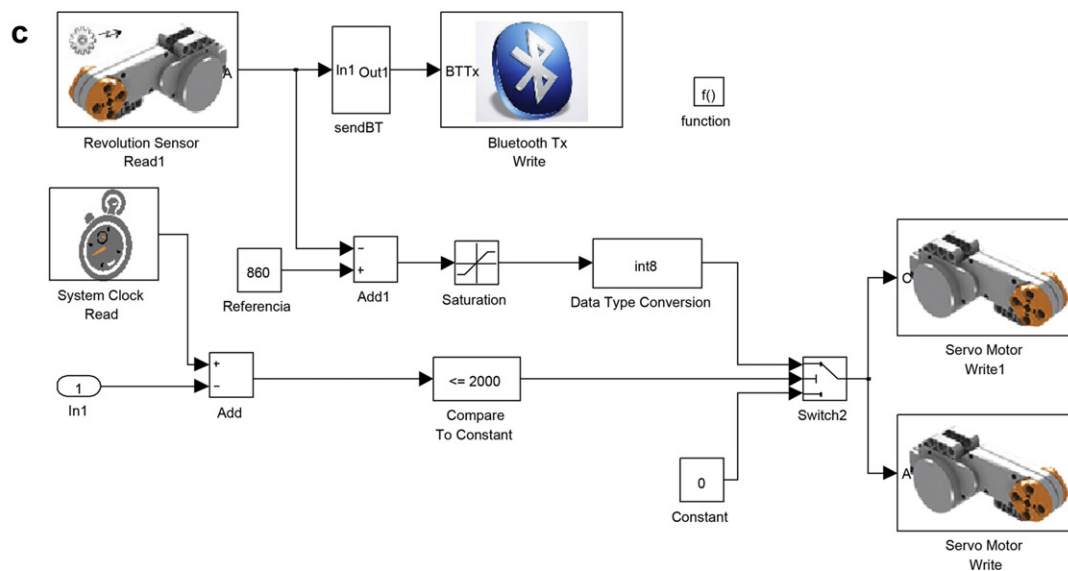 c
A
Revolution Sensor
Read1
In1 Out1
sendBT
BTTx
Bluetooth Tx
Write
f()
function
System Clock
Read
860
Referencia
−
+
Add1
Saturation
int8
Data Type Conversion
C
Servo Motor
Write1
1
In1
+
−
Add
<= 2000
Compare
To Constant
Switch2
0
Constant
A
Servo Motor
Write